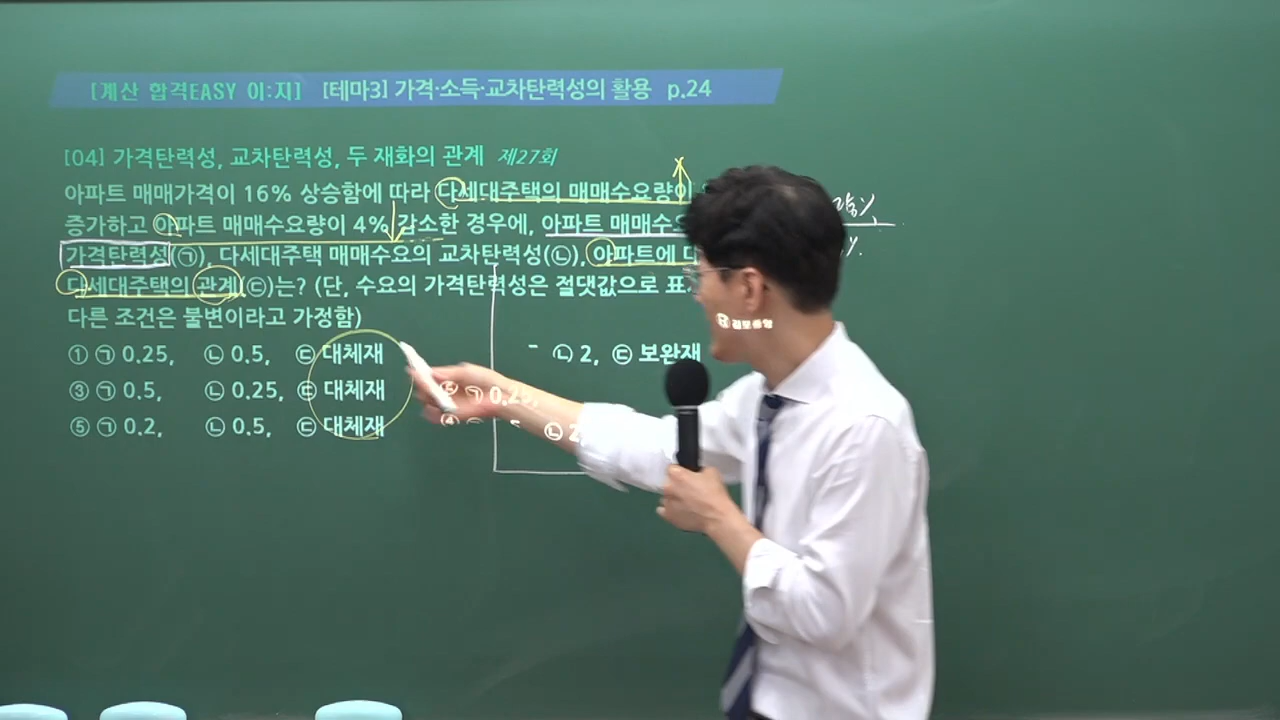 [계산 합격EASY 이:지] [테마3] 가격·소득·교차탄력성의 활용 p.24
[04] 가격탄력성, 교차탄력성, 두 재화의 관계 제27회
아파트 매매가격이 16% 상승함에 따라 다세대주택의 매매수요량이
증가하고 아파트 매매수요량이 4% 감소한 경우에, 아파트 매매수요
가격탄력성(㉠), 다세대주택 매매수요의 교차탄력성(㉡), 아파트에 다
다세대주택의 관계(㉢)는? (단, 수요의 가격탄력성은 절댓값으로 표
다른 조건은 불변이라고 가정함)
① ㉠ 0.25, ㉡ 0.5, ㉢ 대체재 ㉡ 2, ㉢ 보완재
③ ㉠ 0.5, ㉡ 0.25, ㉢ 대체재 ㉠ 0.25,
⑤ ㉠ 0.2, ㉡ 0.5, ㉢ 대체재 ㉡ 2